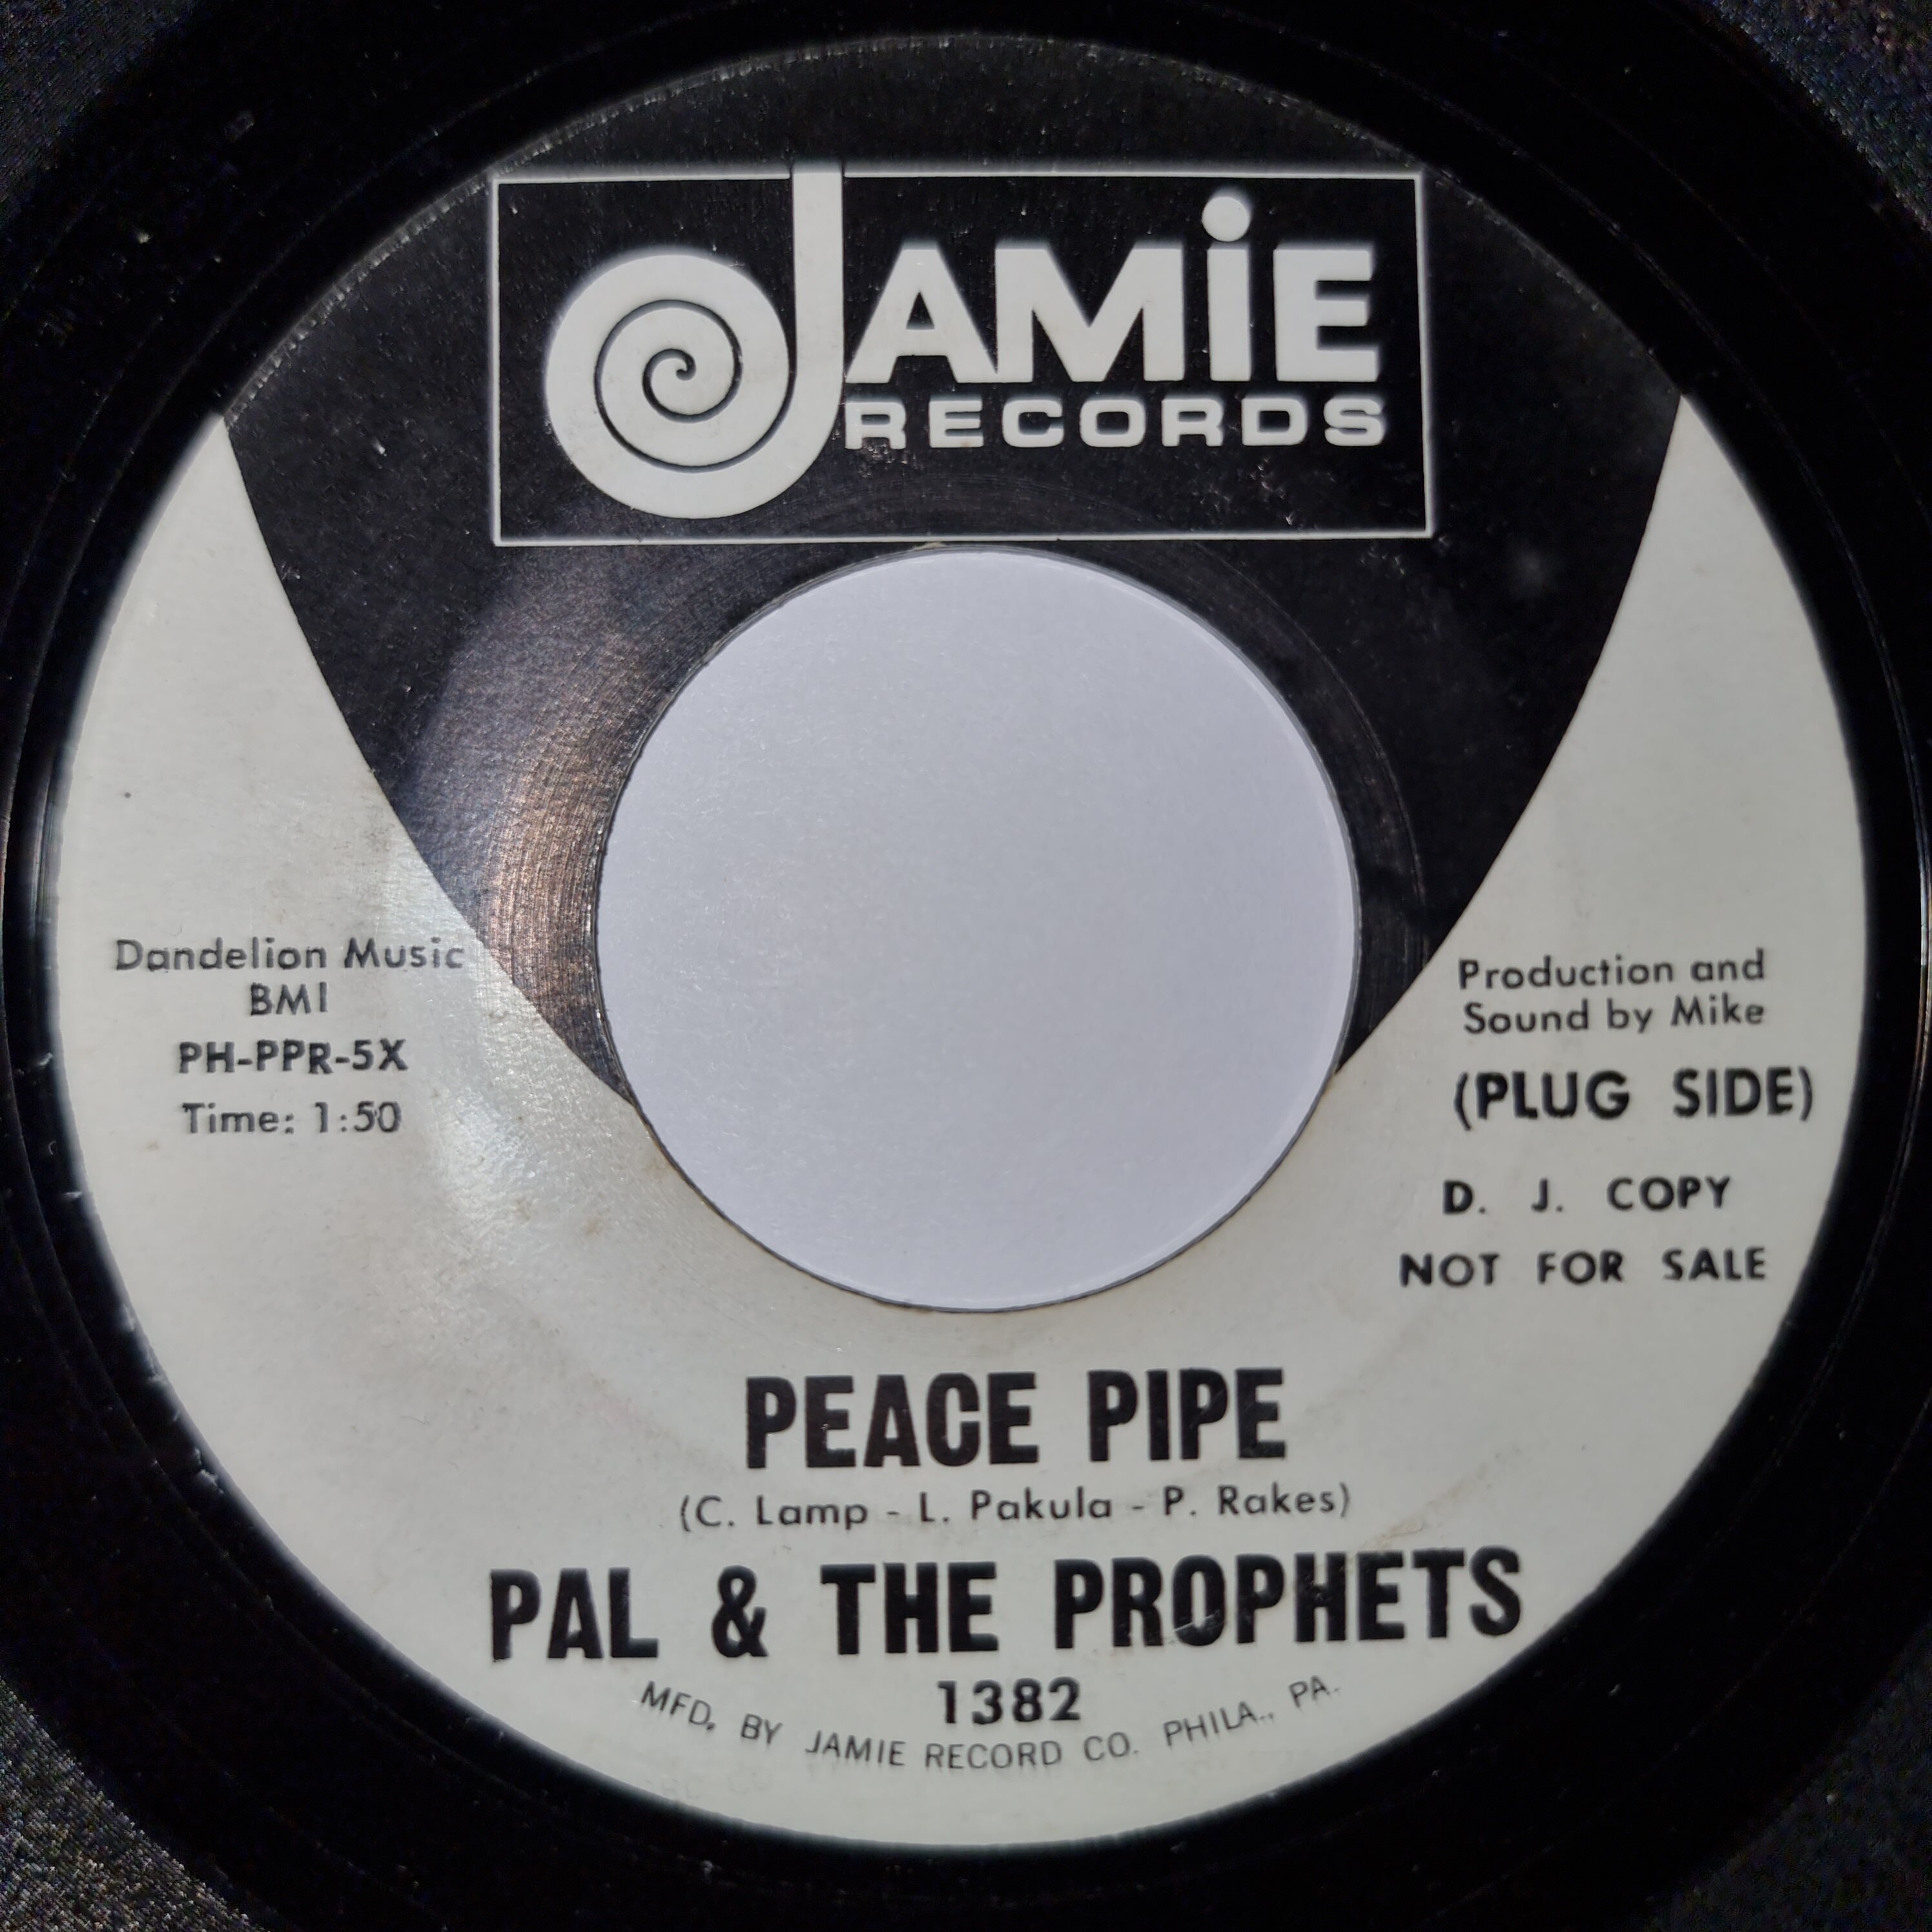 JAMiE
RECORDS
Dandelion Music
BMI
PH-PPR-5X
Time: 1:50
Production and
Sound by Mike
(PLUG SIDE)
D. J. COPY
NOT FOR SALE
PEACE PIPE
(C. Lamp - L. Pakula - P. Rakes)
PAL & THE PROPHETS
1382
MFD. BY JAMIE RECORD CO. PHILA., PA.